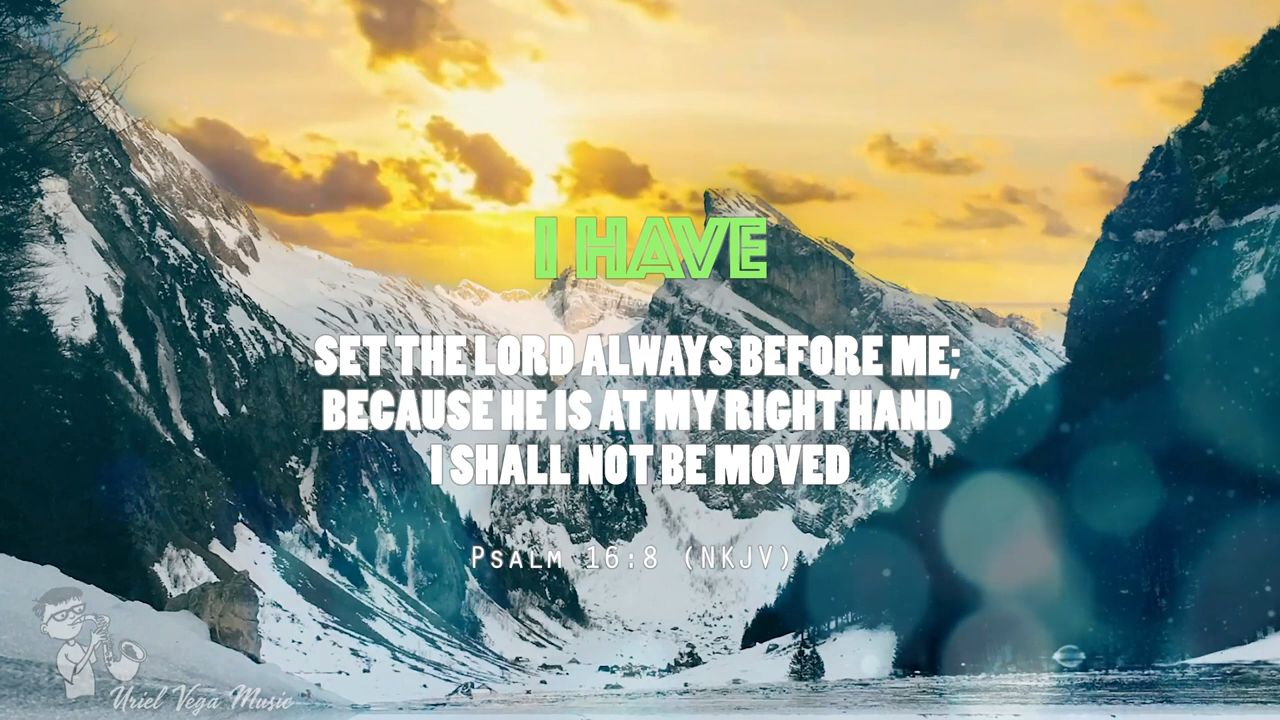 I HAVE
SET THE LORD ALWAYS BEFORE ME;
BECAUSE HE IS AT MY RIGHT HAND
I SHALL NOT BE MOVED
Psalm 16:8 (NKJV)
Uriel Vega Music